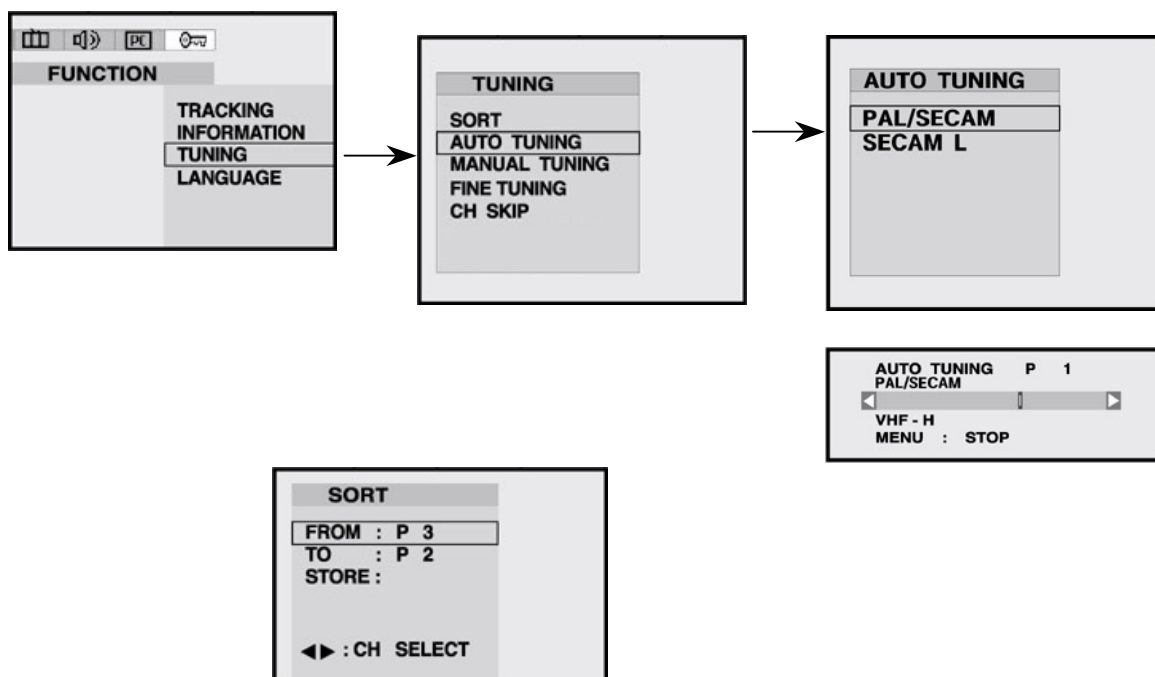 PC
FUNCTION
TRACKING
INFORMATION
TUNING
LANGUAGE
TUNING
SORT
AUTO TUNING
MANUAL TUNING
FINE TUNING
CH SKIP
AUTO TUNING
PAL/SECAM
SECAM L
AUTO TUNING P 1
PAL/SECAM
VHF - H
MENU : STOP
SORT
FROM : P 3
TO : P 2
STORE :
◀▶ : CH SELECT